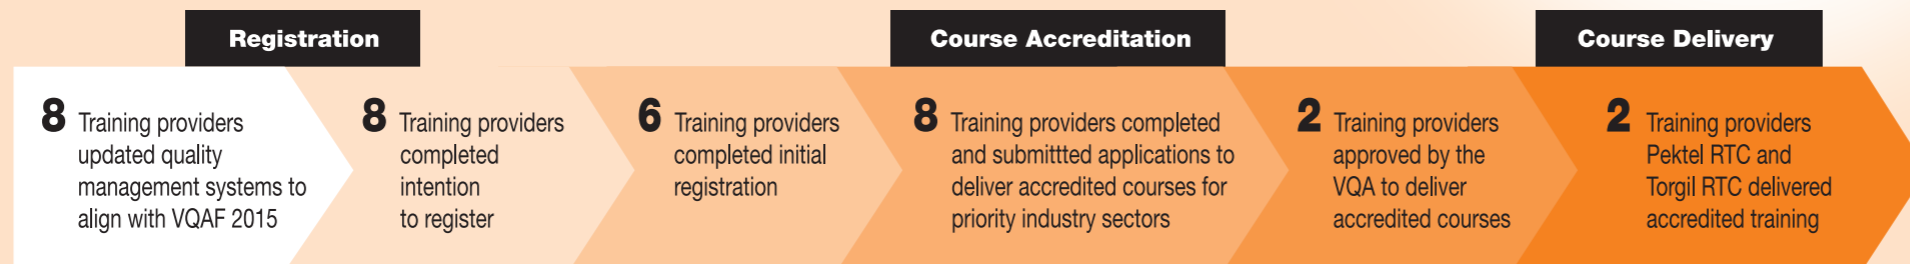 Registration
Course Accreditation
Course Delivery
8 Training providers
updated quality
management systems to
align with VQAF 2015
8 Training providers
completed
intention
to register
6 Training providers
completed initial
registration
8 Training providers completed
and submittted applications to
deliver accredited courses for
priority industry sectors
2 Training providers
approved by the
VQA to deliver
accredited courses
2 Training providers
Pektel RTC and
Torgil RTC delivered
accredited training